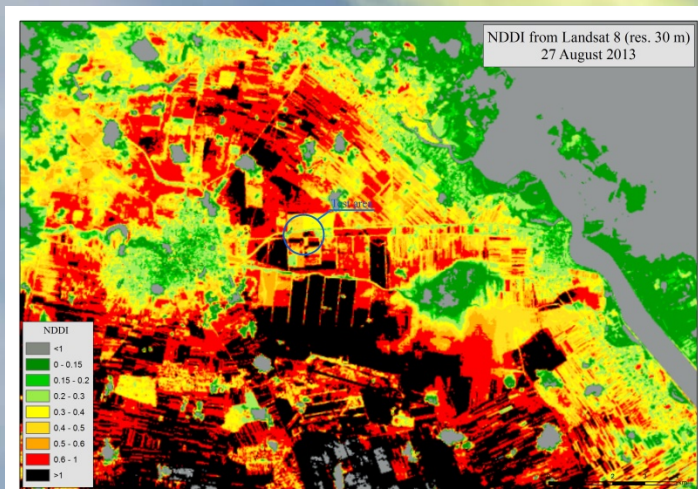 NDDI from Landsat 8 (res. 30 m)
27 August 2013
Test area
NDDI
<1
0 - 0.15
0.15 - 0.2
0.2 - 0.3
0.3 - 0.4
0.4 - 0.5
0.5 - 0.6
0.6 - 1
>1